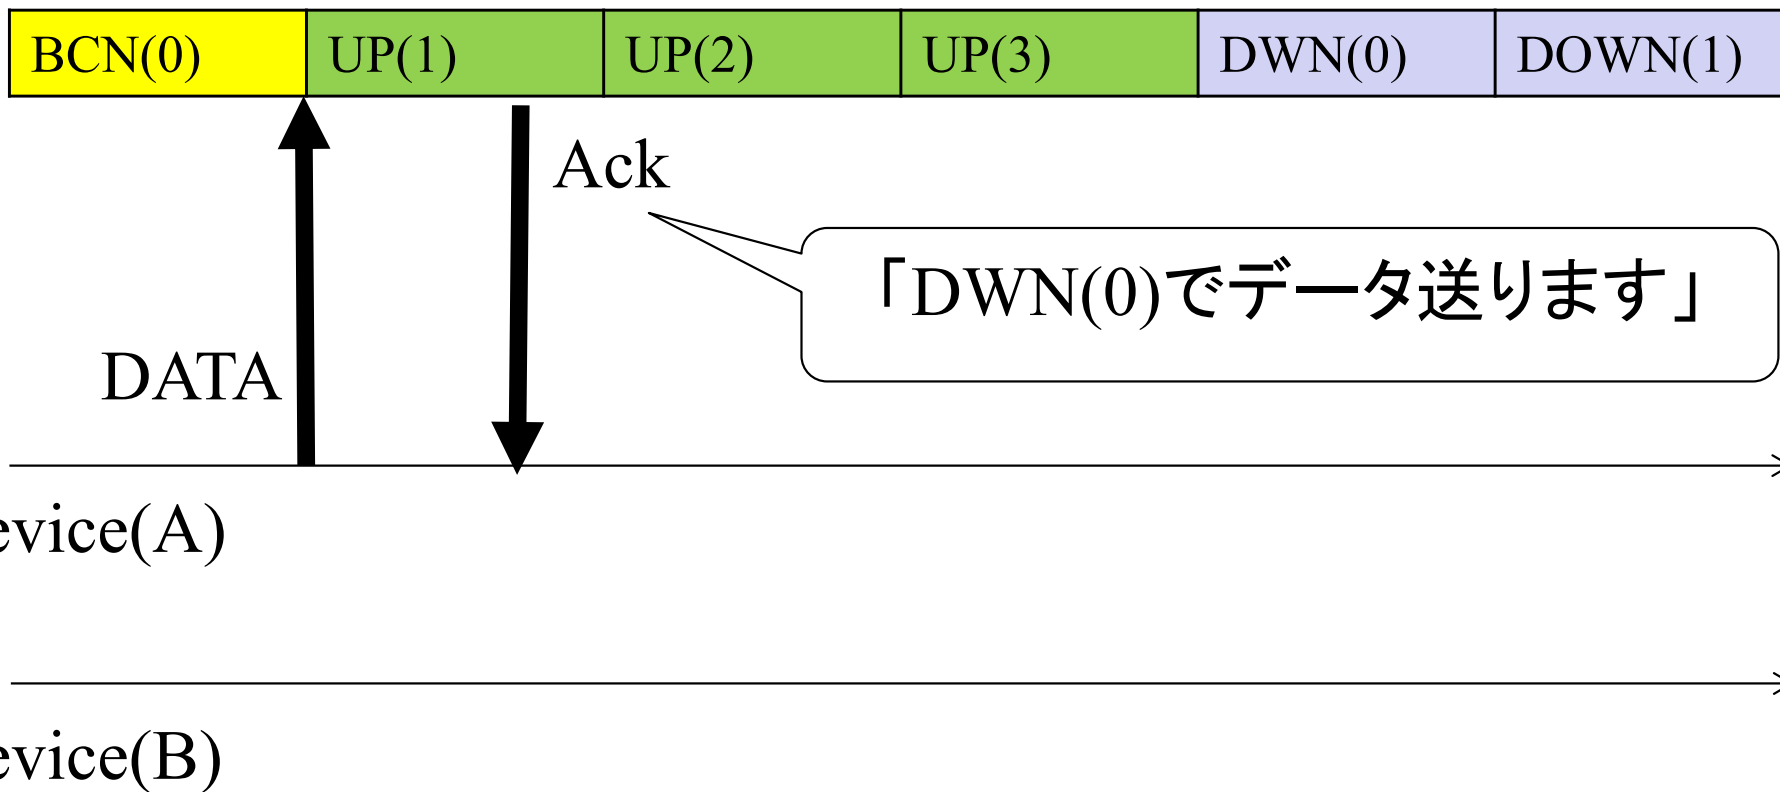 BCN(0) UP(1) UP(2) UP(3) DWN(0) DOWN(1)
Ack
「DWN(0)でデータ送ります」
DATA
evice(A)
evice(B)